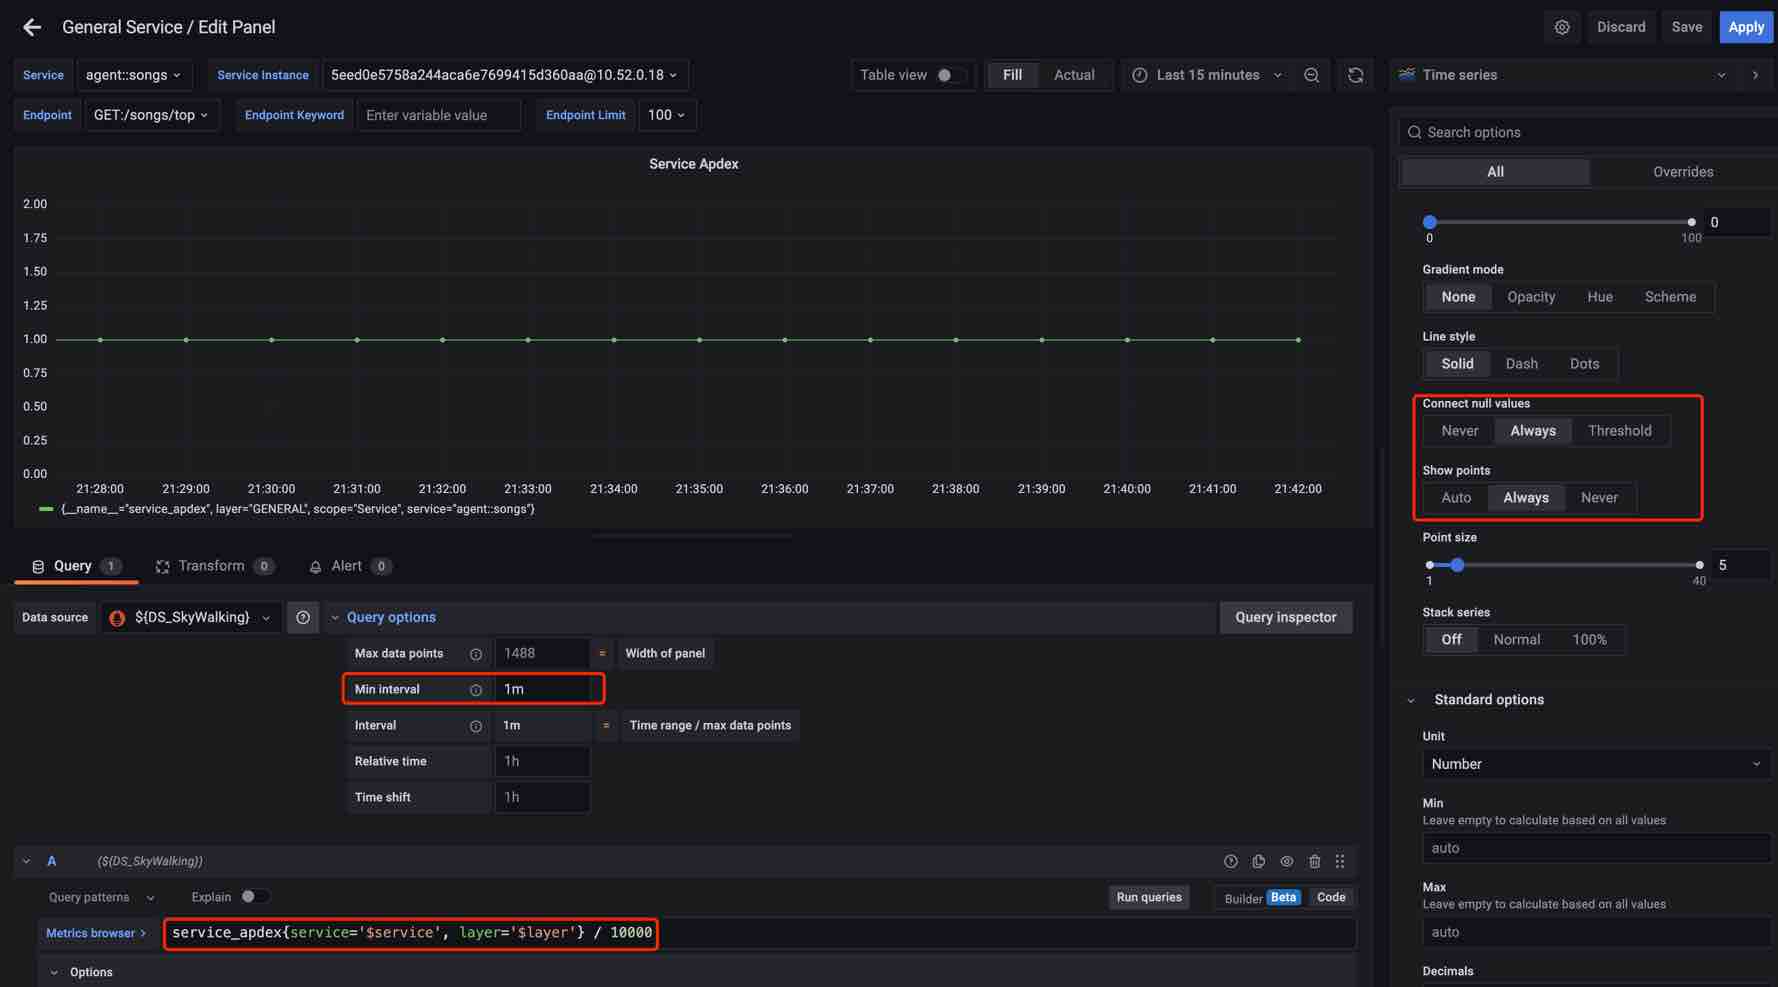 General Service / Edit Panel
Discard
Save
Apply
Service
agent::songs
Service Instance
5eed0e5758a244aca6e7699415d360aa@10.52.0.18
Table view
Fill
Actual
Last 15 minutes
Time series
Endpoint
GET:/songs/top
Endpoint Keyword
Enter variable value
Endpoint Limit
100
Search options
All
Overrides
Service Apdex
2.00
1.75
1.50
1.25
1.00
0.75
0.50
0.25
0.00
21:28:00 21:29:00 21:30:00 21:31:00 21:32:00 21:33:00 21:34:00 21:35:00 21:36:00 21:37:00 21:38:00 21:39:00 21:40:00 21:41:00 21:42:00
{__name__="service_apdex", layer="GENERAL", scope="Service", service="agent::songs"}
0
0
100
Gradient mode
None Opacity Hue Scheme
Line style
Solid Dash Dots
Connect null values
Never Always Threshold
Show points
Auto Always Never
Point size
5
1
40
Stack series
Off Normal 100%
Standard options
Unit
Number
Min
Leave empty to calculate based on all values
auto
Max
Leave empty to calculate based on all values
auto
Decimals
Query 1
Transform 0
Alert 0
Data source
${DS_SkyWalking}
Query options
Query inspector
Max data points 1488 = Width of panel
Min interval 1m
Interval 1m = Time range / max data points
Relative time 1h
Time shift 1h
A (${DS_SkyWalking})
Query patterns
Explain
Run queries
Builder Beta
Code
Metrics browser >
service_apdex{service='$service', layer='$layer'} / 10000
Options